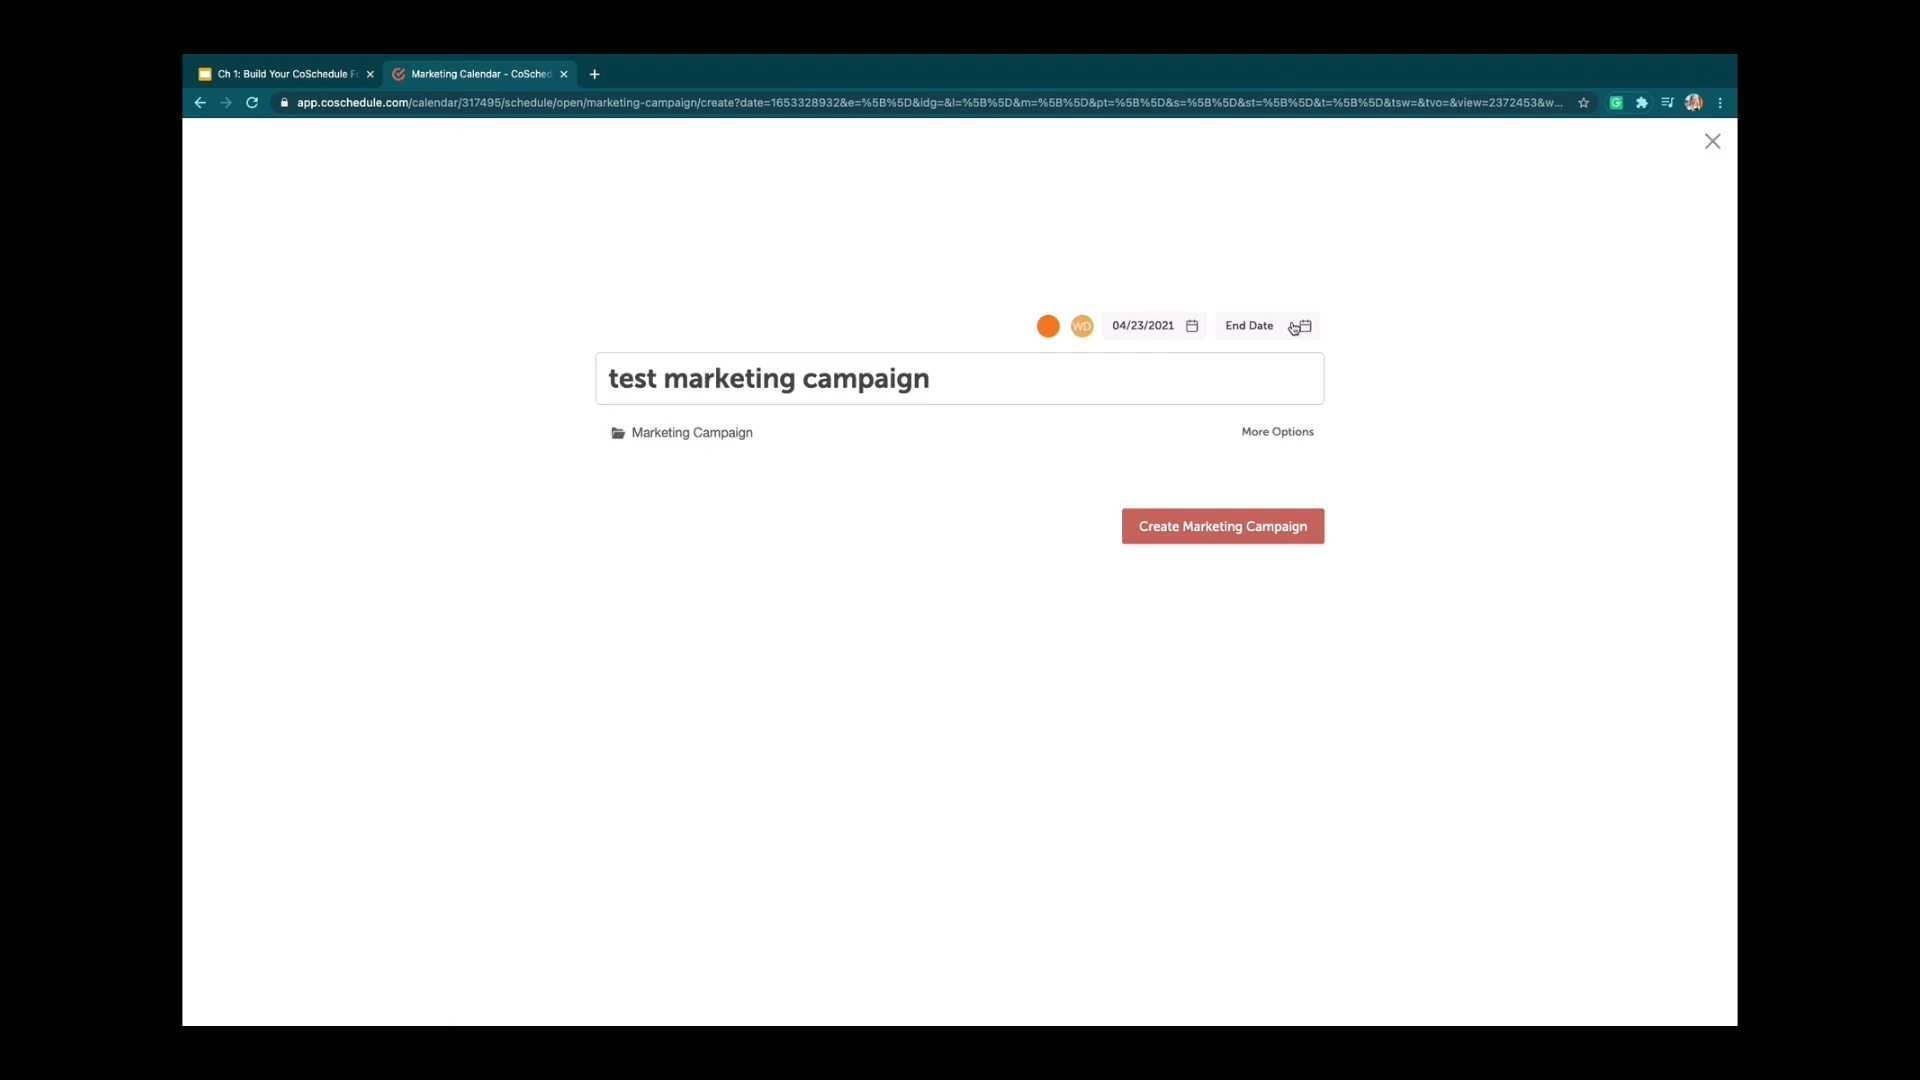 Ch 1: Build Your CoSchedule Fo
Marketing Calendar - CoSched
app.coschedule.com/calendar/317495/schedule/open/marketing-campaign/create?date=1653328932&e=%5B%5D&idg=&l=%5B%5D&m=%5B%5D&pt=%5B%5D&s=%5B%5D&st=%5B%5D&t=%5B%5D&tsw=&tvo=&view=2372453&w...
WD 04/23/2021 End Date
test marketing campaign
Marketing Campaign More Options
Create Marketing Campaign